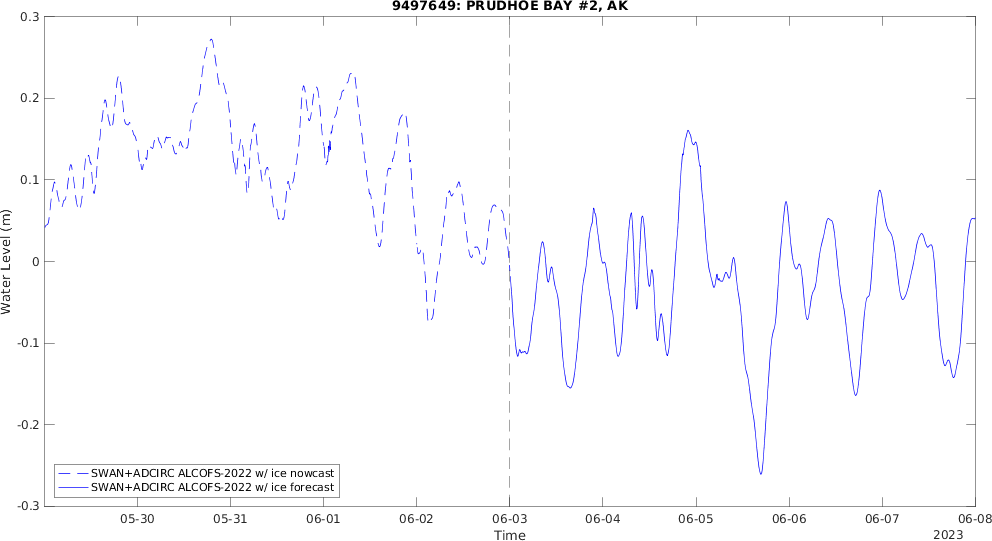 9497649: PRUDHOE BAY #2, AK
Water Level (m)
0.3
0.2
0.1
0
-0.1
-0.2
-0.3
SWAN+ADCIRC ALCOFS-2022 w/ ice nowcast
SWAN+ADCIRC ALCOFS-2022 w/ ice forecast
05-30 05-31 06-01 06-02 06-03 06-04 06-05 06-06 06-07 06-08
Time
2023